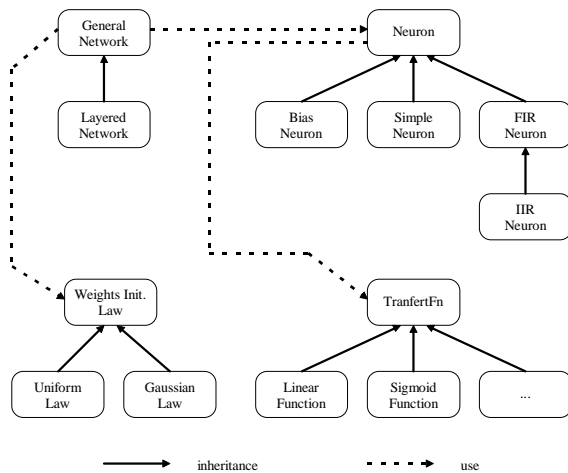 General
Network
Neuron
Layered
Network
Bias
Neuron
Simple
Neuron
FIR
Neuron
IIR
Neuron
Weights Init.
Law
TranfertFn
Uniform
Law
Gaussian
Law
Linear
Function
Sigmoid
Function
...
inheritance
use